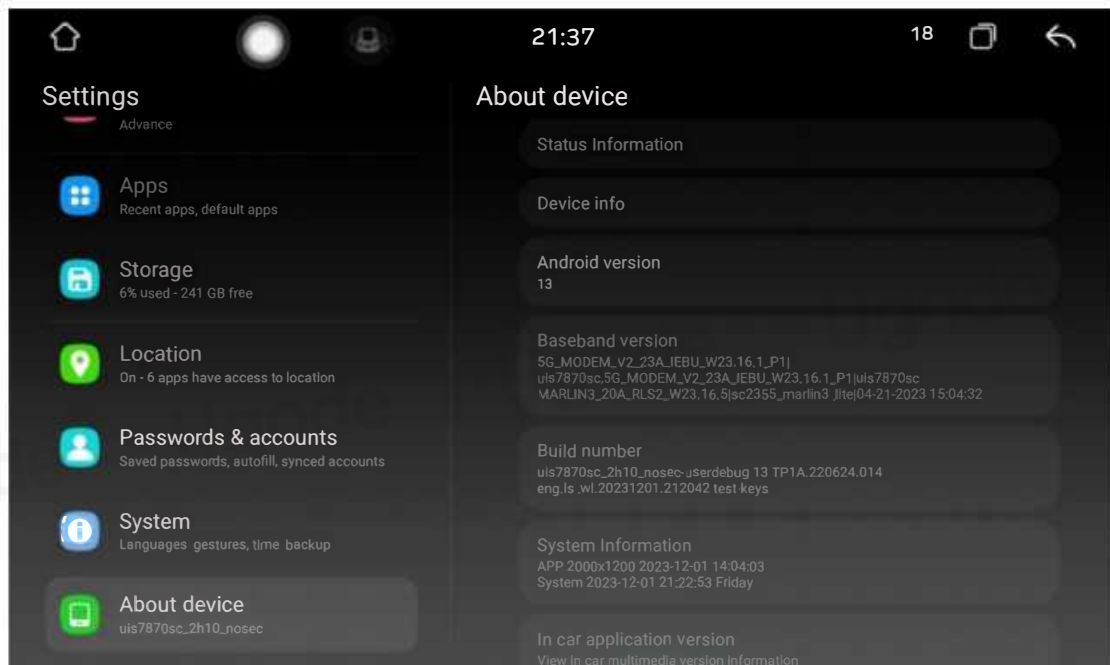 21:37
18
Settings
About device
Advance
Status Information
Apps
Recent apps, default apps
Device info
Storage
6% used - 241 GB free
Android version
13
Location
On - 6 apps have access to location
Baseband version
5G_MODEM_V2_23A_IEBU_W23.16,1_P1|
uis7870sc,5G_MODEM_V2_23A_IEBU_W23.16.1_P1|uis7870sc
MARLIN3_20A_RLS2_W23.16.5|sc2355_marlin3_lite|04-21-2023 15:04:32
Passwords & accounts
Saved passwords, autofill, synced accounts
Build number
uis7870sc_2h10_nosec-userdebug 13 TP1A.220624.014
eng.ls_wl.20231201.212042 test-keys
System
Languages gestures, time backup
System Information
APP 2000x1200 2023-12-01 14:04:03
System 2023-12-01 21:22:53 Friday
About device
uis7870sc_2h10_nosec
In car application version
View in car multimedia version information